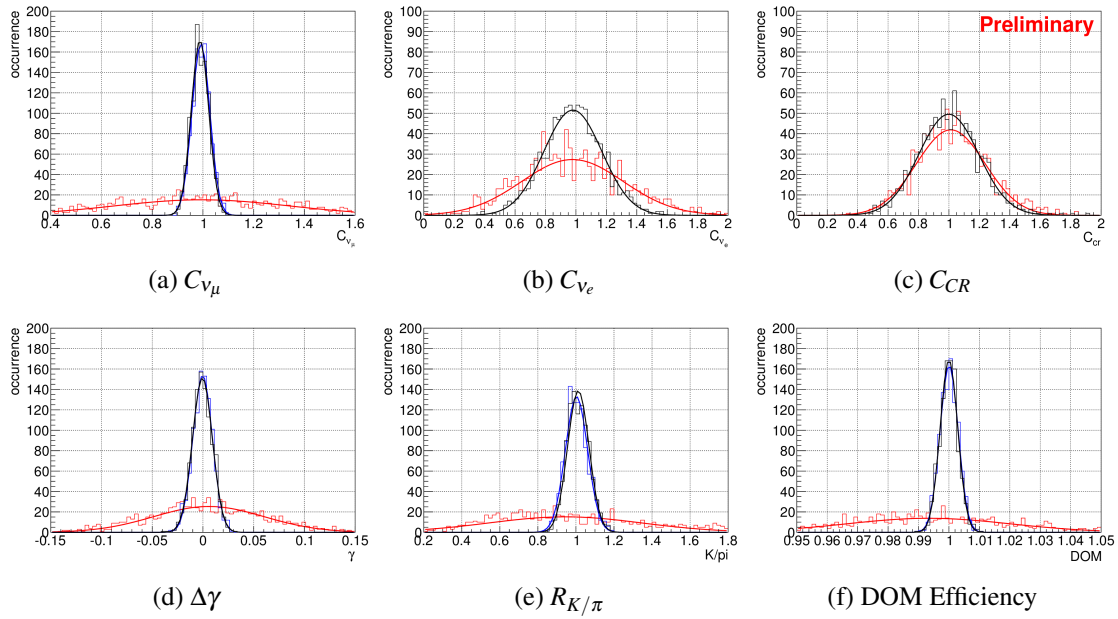 occurrence
200
180
160
140
120
100
80
60
40
20
0
0.4 0.6 0.8 1 1.2 1.4 1.6
C_νμ
(a) C_νμ
occurrence
100
90
80
70
60
50
40
30
20
10
0
0 0.2 0.4 0.6 0.8 1 1.2 1.4 1.6 1.8 2
C_νe
(b) C_νe
Preliminary
occurrence
100
90
80
70
60
50
40
30
20
10
0
0 0.2 0.4 0.6 0.8 1 1.2 1.4 1.6 1.8 2
C_cr
(c) C_CR
occurrence
200
180
160
140
120
100
80
60
40
20
0
-0.15 -0.1 -0.05 0 0.05 0.1 0.15
γ
(d) Δγ
occurrence
200
180
160
140
120
100
80
60
40
20
0
0.2 0.4 0.6 0.8 1 1.2 1.4 1.6 1.8
K/pi
(e) R_K/π
occurrence
200
180
160
140
120
100
80
60
40
20
0
0.95 0.96 0.97 0.98 0.99 1 1.01 1.02 1.03 1.04 1.05
DOM
(f) DOM Efficiency